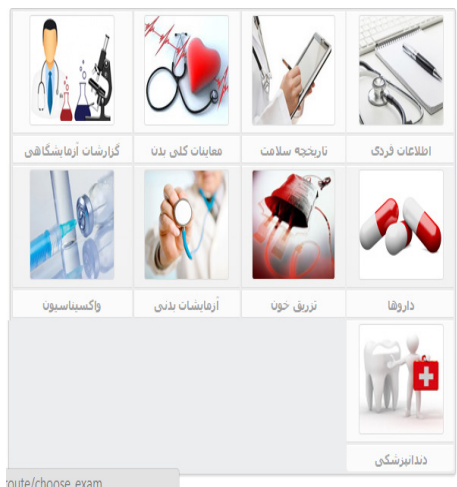 اطلاعات فردی
تاریخچه سلامت
معاینات کلی بدن
گزارشات آزمایشگاهی
داروها
تزریق خون
آزمایشات بدنی
واکسیناسیون
دندانپزشکی
route/choose_exam